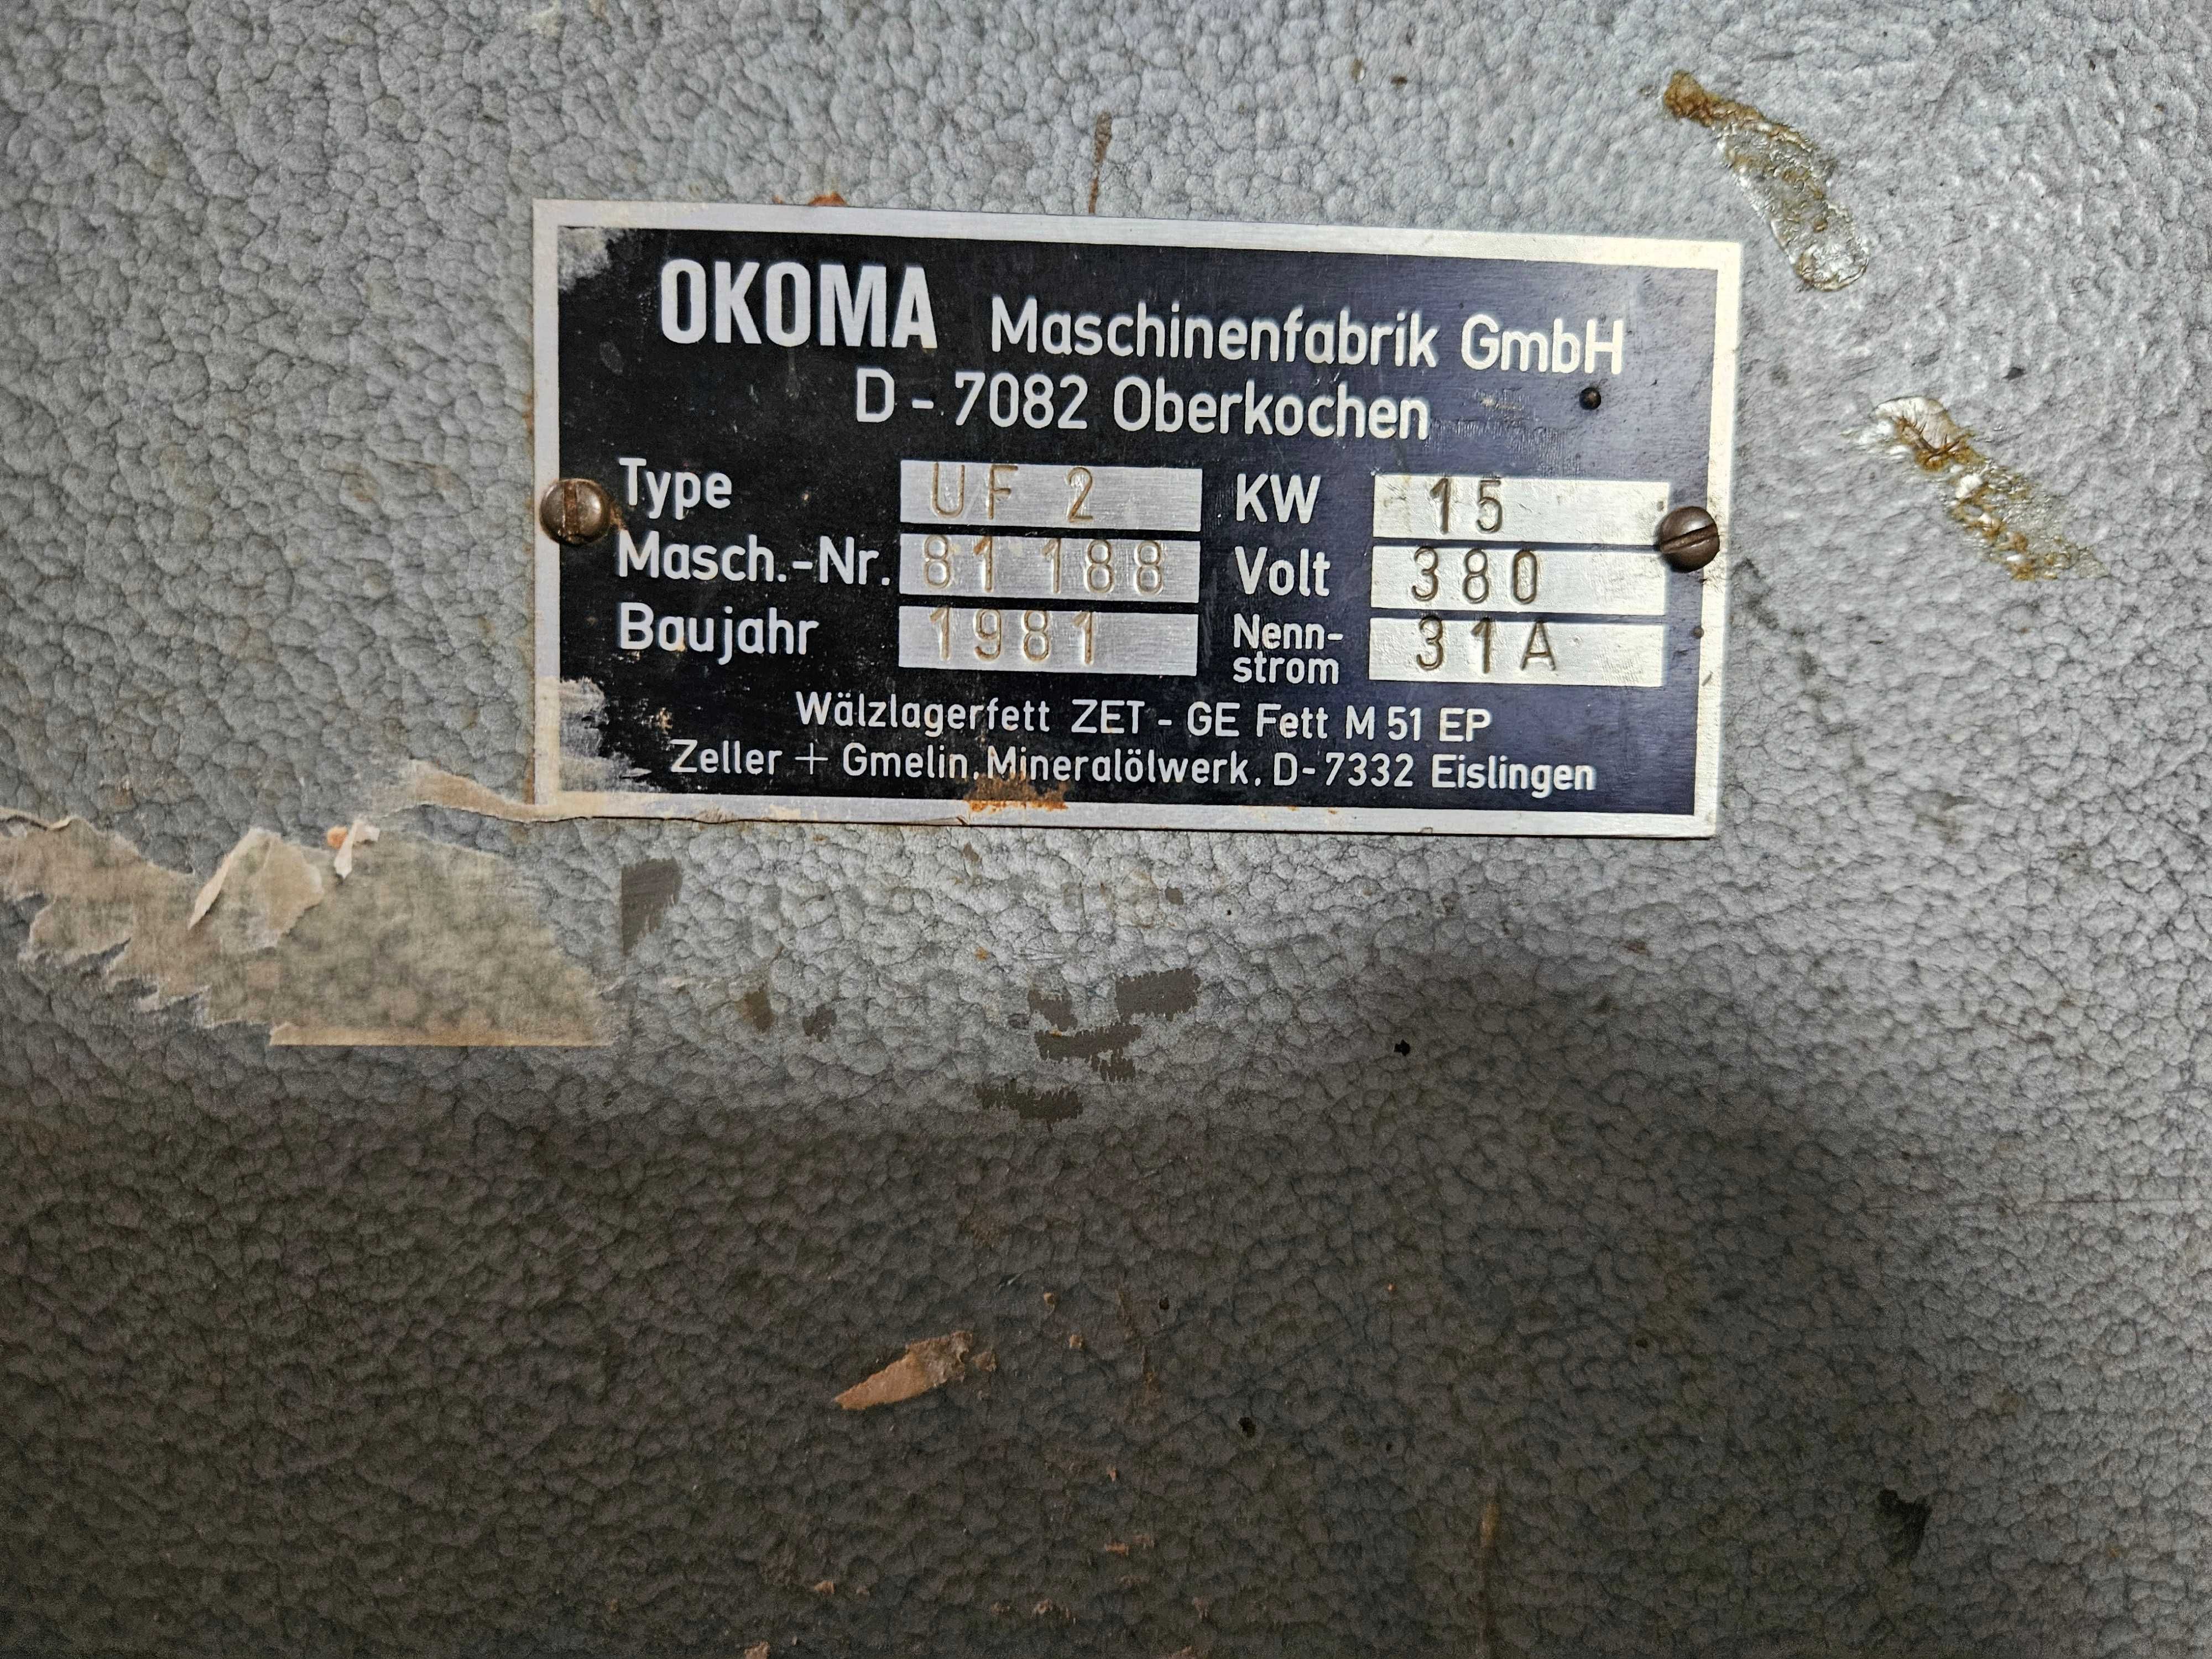 OKOMA Maschinenfabrik GmbH
D - 7082 Oberkochen
Type UF 2 KW 15
Masch.-Nr. 81 188 Volt 380
Baujahr 1981 Nenn-
strom 31A
Wälzlagerfett ZET - GE Fett M 51 EP
Zeller + Gmelin, Mineralölwerk, D-7332 Eislingen